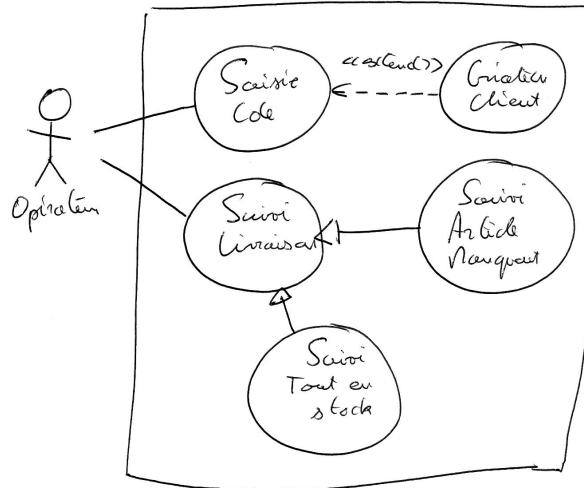 Saisie
Cde
<<extend>>
Création
Client
Opérateur
Suivi
Livraison
Suivi
Article
Manquant
Suivi
Tout en
stock